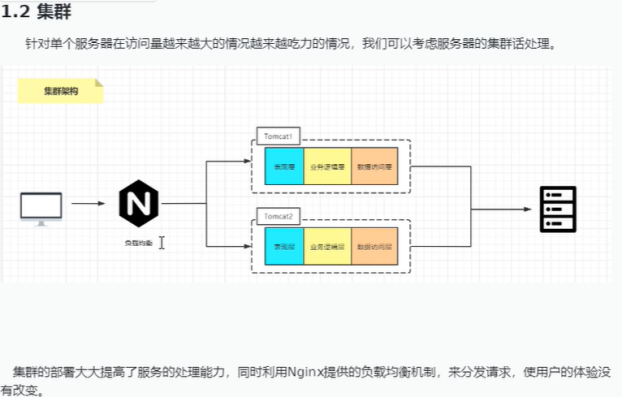 1.2 集群
针对单个服务器在访问量越来越大的情况越来越吃力的情况，我们可以考虑服务器的集群话处理。
集群架构
Tomcat1
表现层 业务逻辑层 数据访问层
N
负载均衡
Tomcat2
表现层 业务逻辑层 数据访问层
集群的部署大大提高了服务的处理能力，同时利用Nginx提供的负载均衡机制，来分发请求，使用户的体验没
有改变。